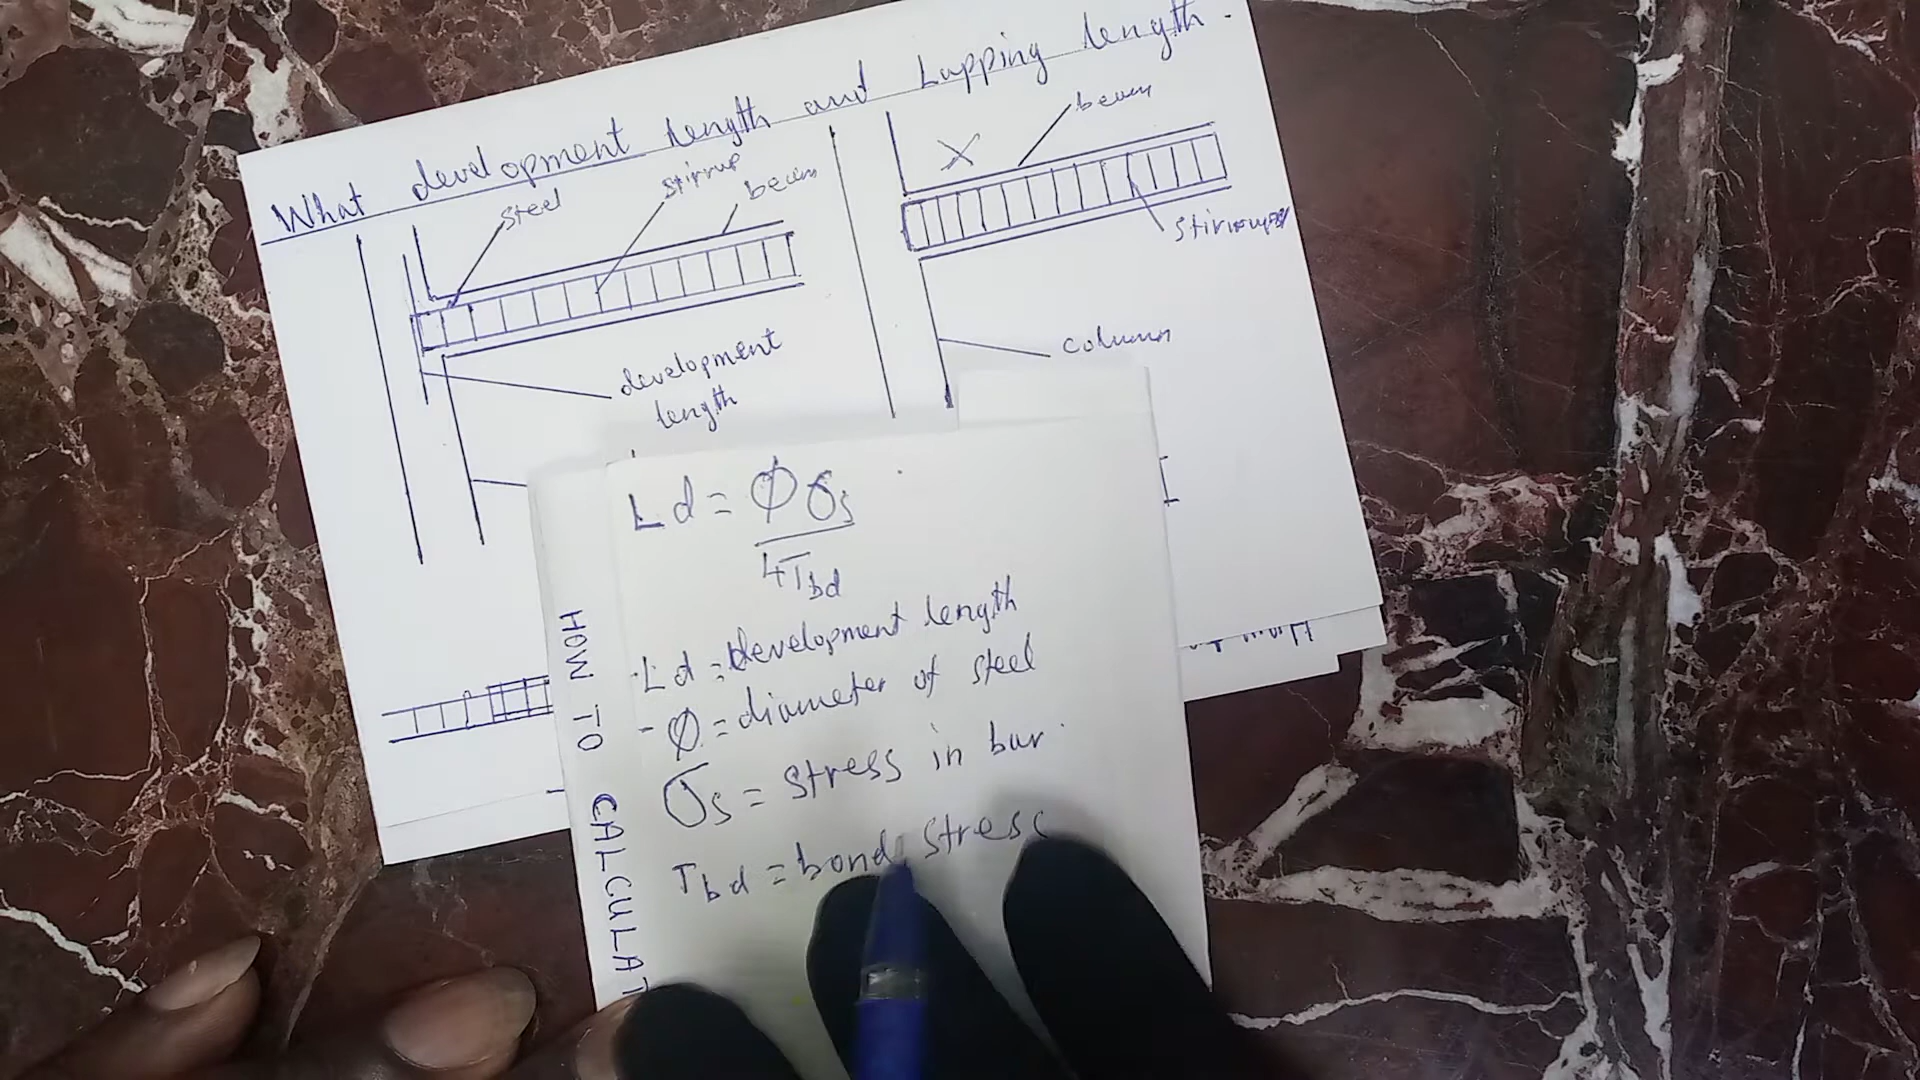 What development length and Lapping length.
steel
stirrup
beam
development
length
beam
stirrups
column
Ld = ϕσs
4Tbd
Ld = development length
- ϕ = diameter of steel
σs = stress in bar
Tbd = bond stress
HOW TO CALCULAT